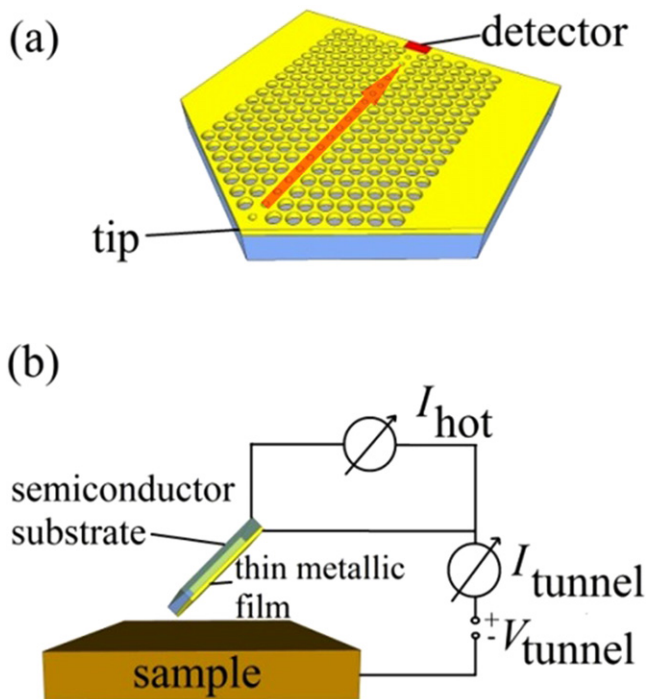 (a)
detector
tip
(b)
I hot
semiconductor
substrate
thin metallic
film
I tunnel
+
- V tunnel
sample